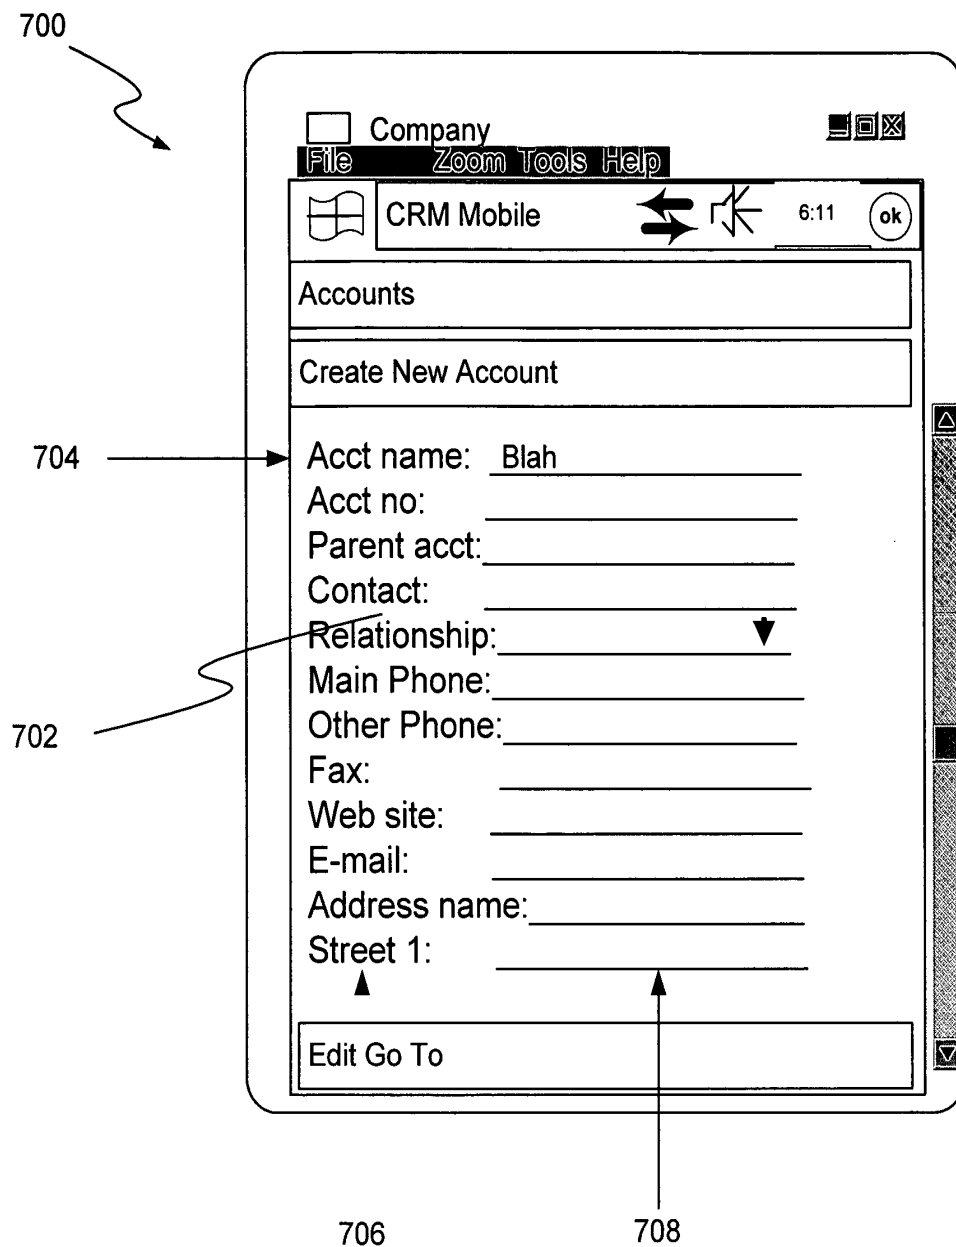 700
Company
File Zoom Tools Help
CRM Mobile 6:11 ok
Accounts
Create New Account
704 Acct name: Blah
Acct no:
Parent acct:
Contact:
Relationship:
Main Phone:
702 Other Phone:
Fax:
Web site:
E-mail:
Address name:
Street 1:
Edit Go To
706 708